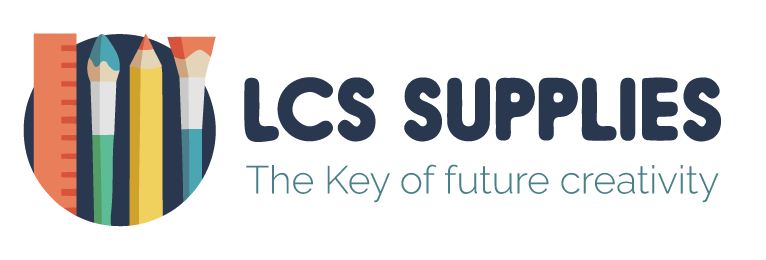 LCS SUPPLIES
The Key of future creativity